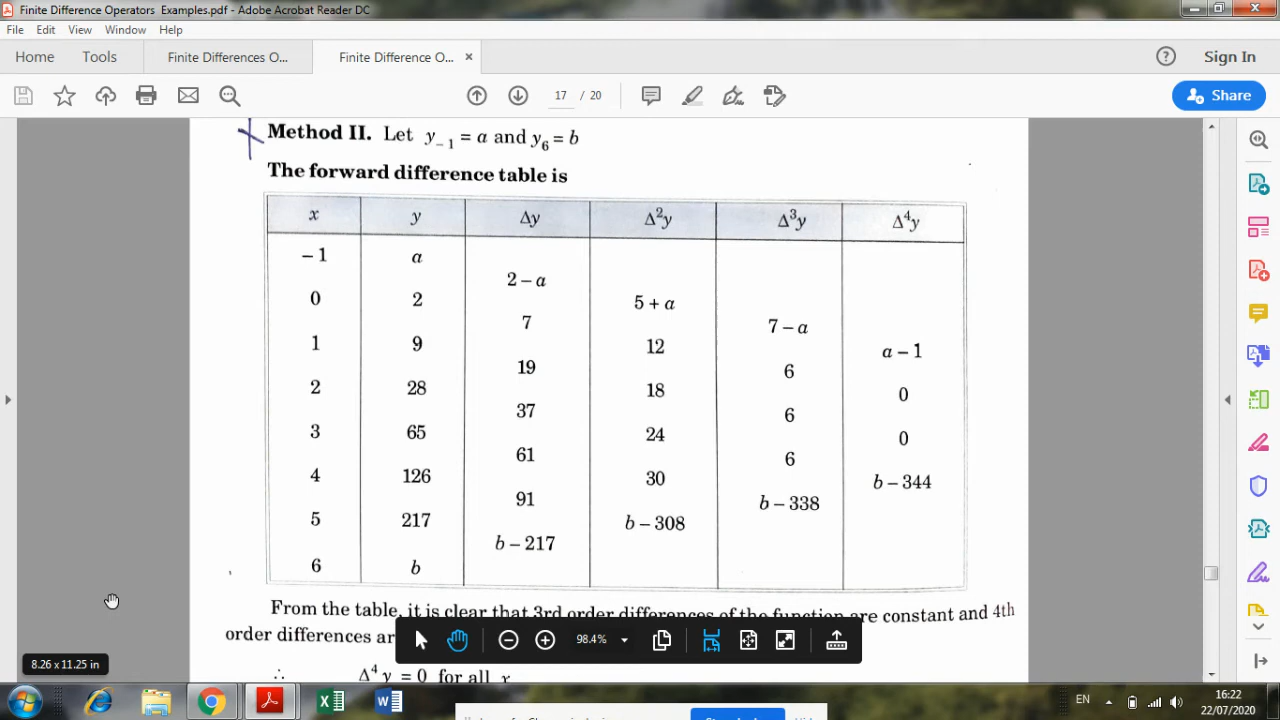 Finite Difference Operators Examples.pdf - Adobe Acrobat Reader DC
File Edit View Window Help
Home Tools Finite Differences O... Finite Difference O... × Sign In
17 / 20 Share
Method II. Let y₋₁ = a and y₆ = b
The forward difference table is
x y Δy Δ²y Δ³y Δ⁴y
– 1 a
2 – a
0 2 5 + a
7 7 – a
1 9 12 a – 1
19 6
2 28 18 0
37 6
3 65 24 0
61 6
4 126 30 b – 344
91 b – 338
5 217 b – 308
b – 217
6 b
From the table, it is clear that 3rd order differences of the function are constant and 4th
order differences ar
98.4%
8.26 x 11.25 in
∴ Δ⁴ y = 0 for all x
EN 16:22
22/07/2020